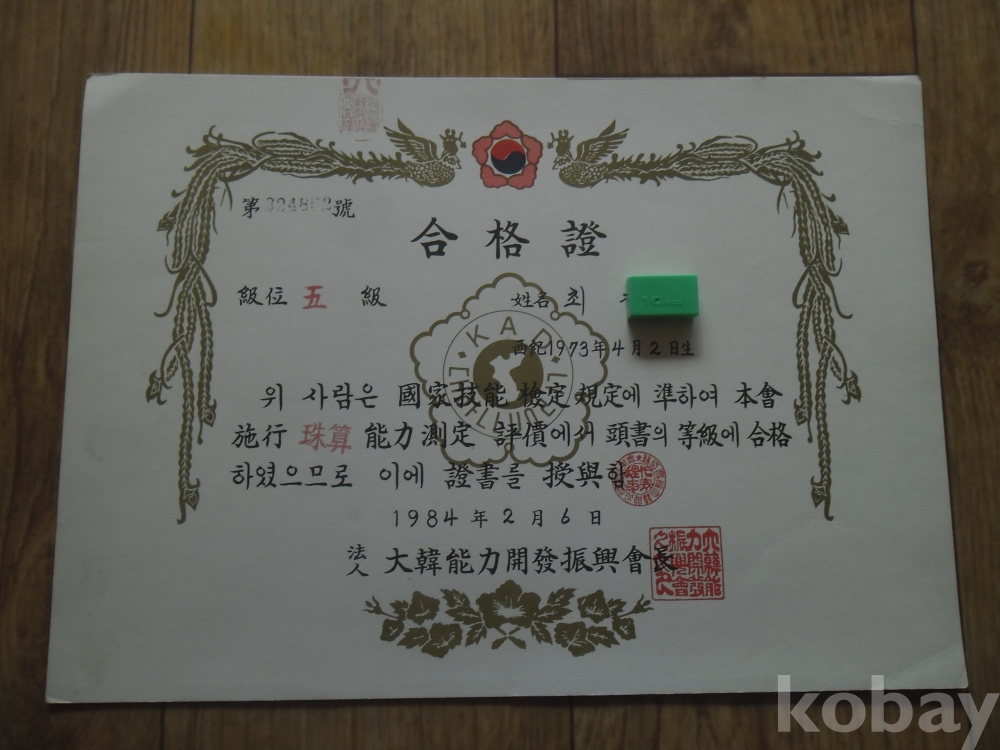 第 號
合格證
級位 五 級
姓名 최
西紀1973年4月2日生
위 사람은 國家技能 檢定規定에 準하여 本會
施行 珠算 能力測定 評價에서 頭書의 等級에 合格
하였으므로 이에 證書를 授與함
1984年2月6日
法人 大韓能力開發振興會長
kobay